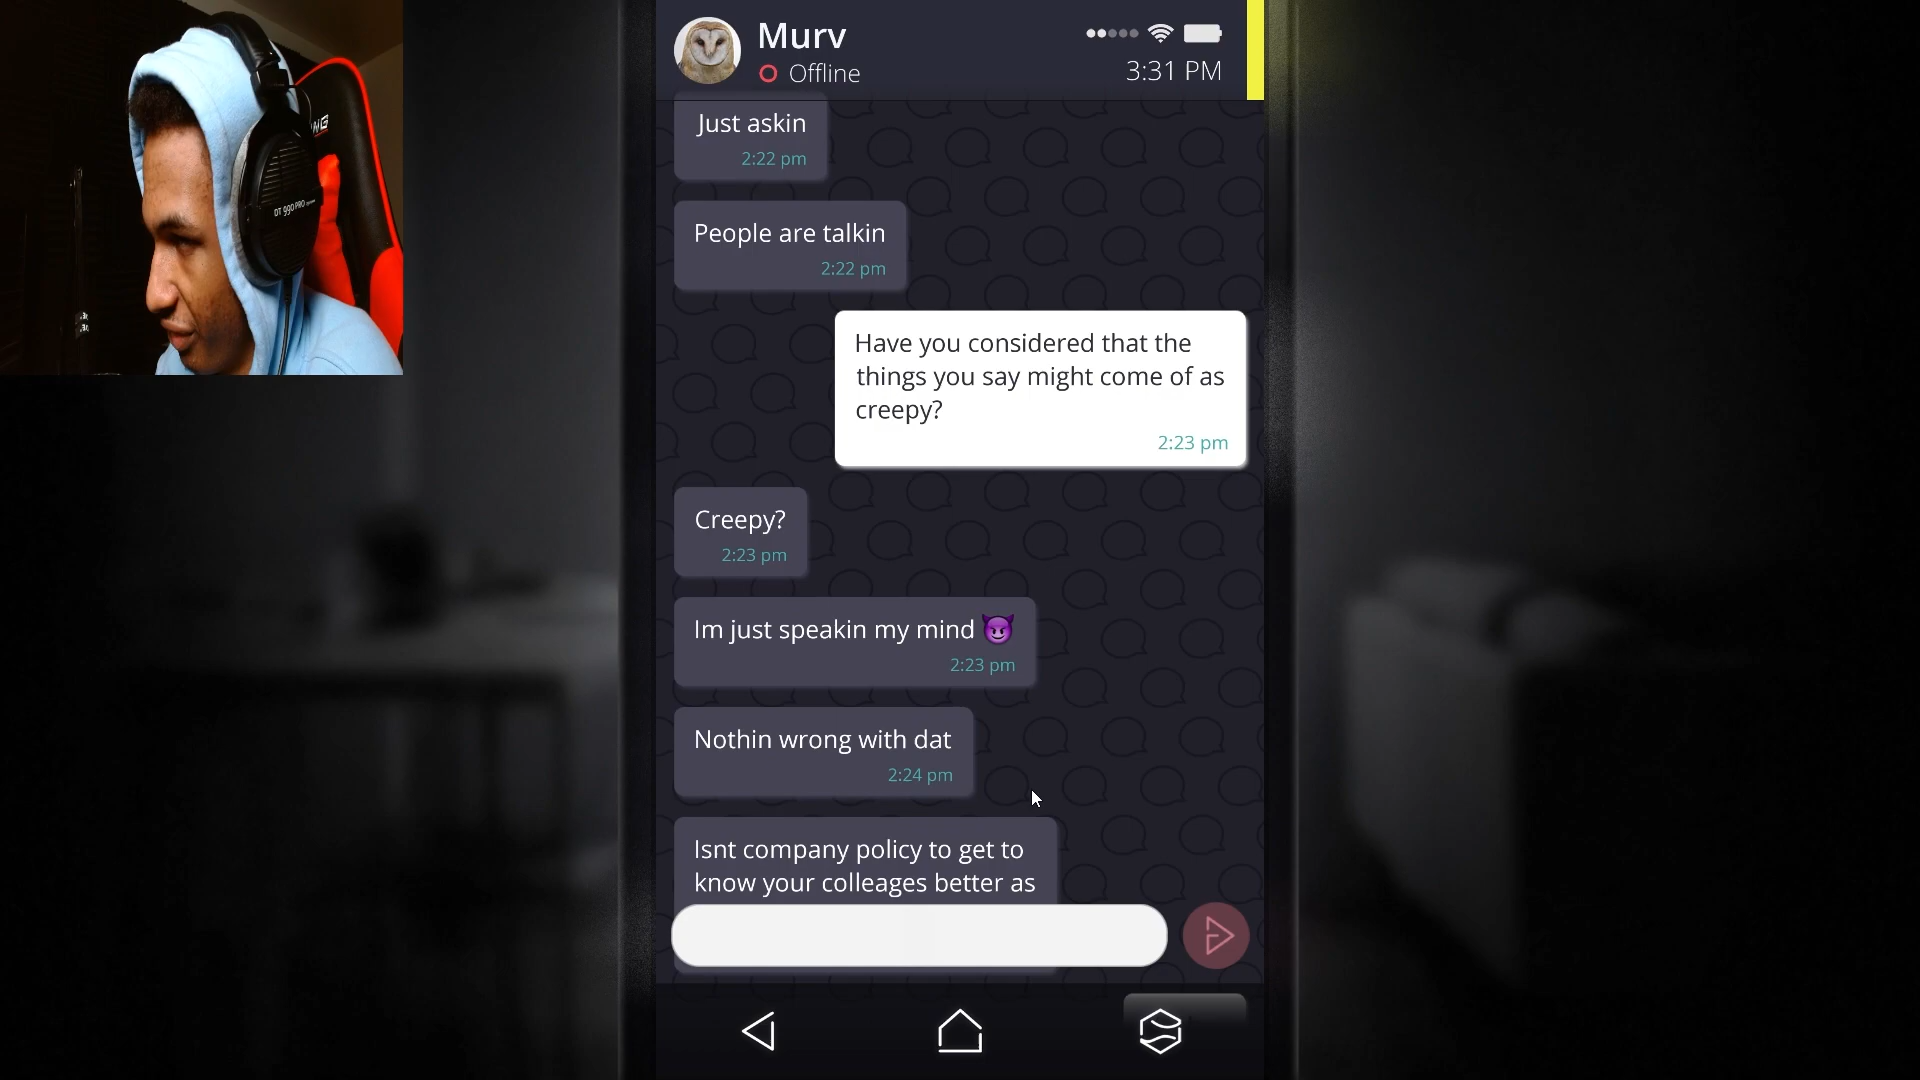 Murv
Offline
3:31 PM
Just askin
2:22 pm
People are talkin
2:22 pm
Have you considered that the
things you say might come of as
creepy?
2:23 pm
Creepy?
2:23 pm
Im just speakin my mind 😈
2:23 pm
Nothin wrong with dat
2:24 pm
Isnt company policy to get to
know your colleages better as
DT 990 PRO